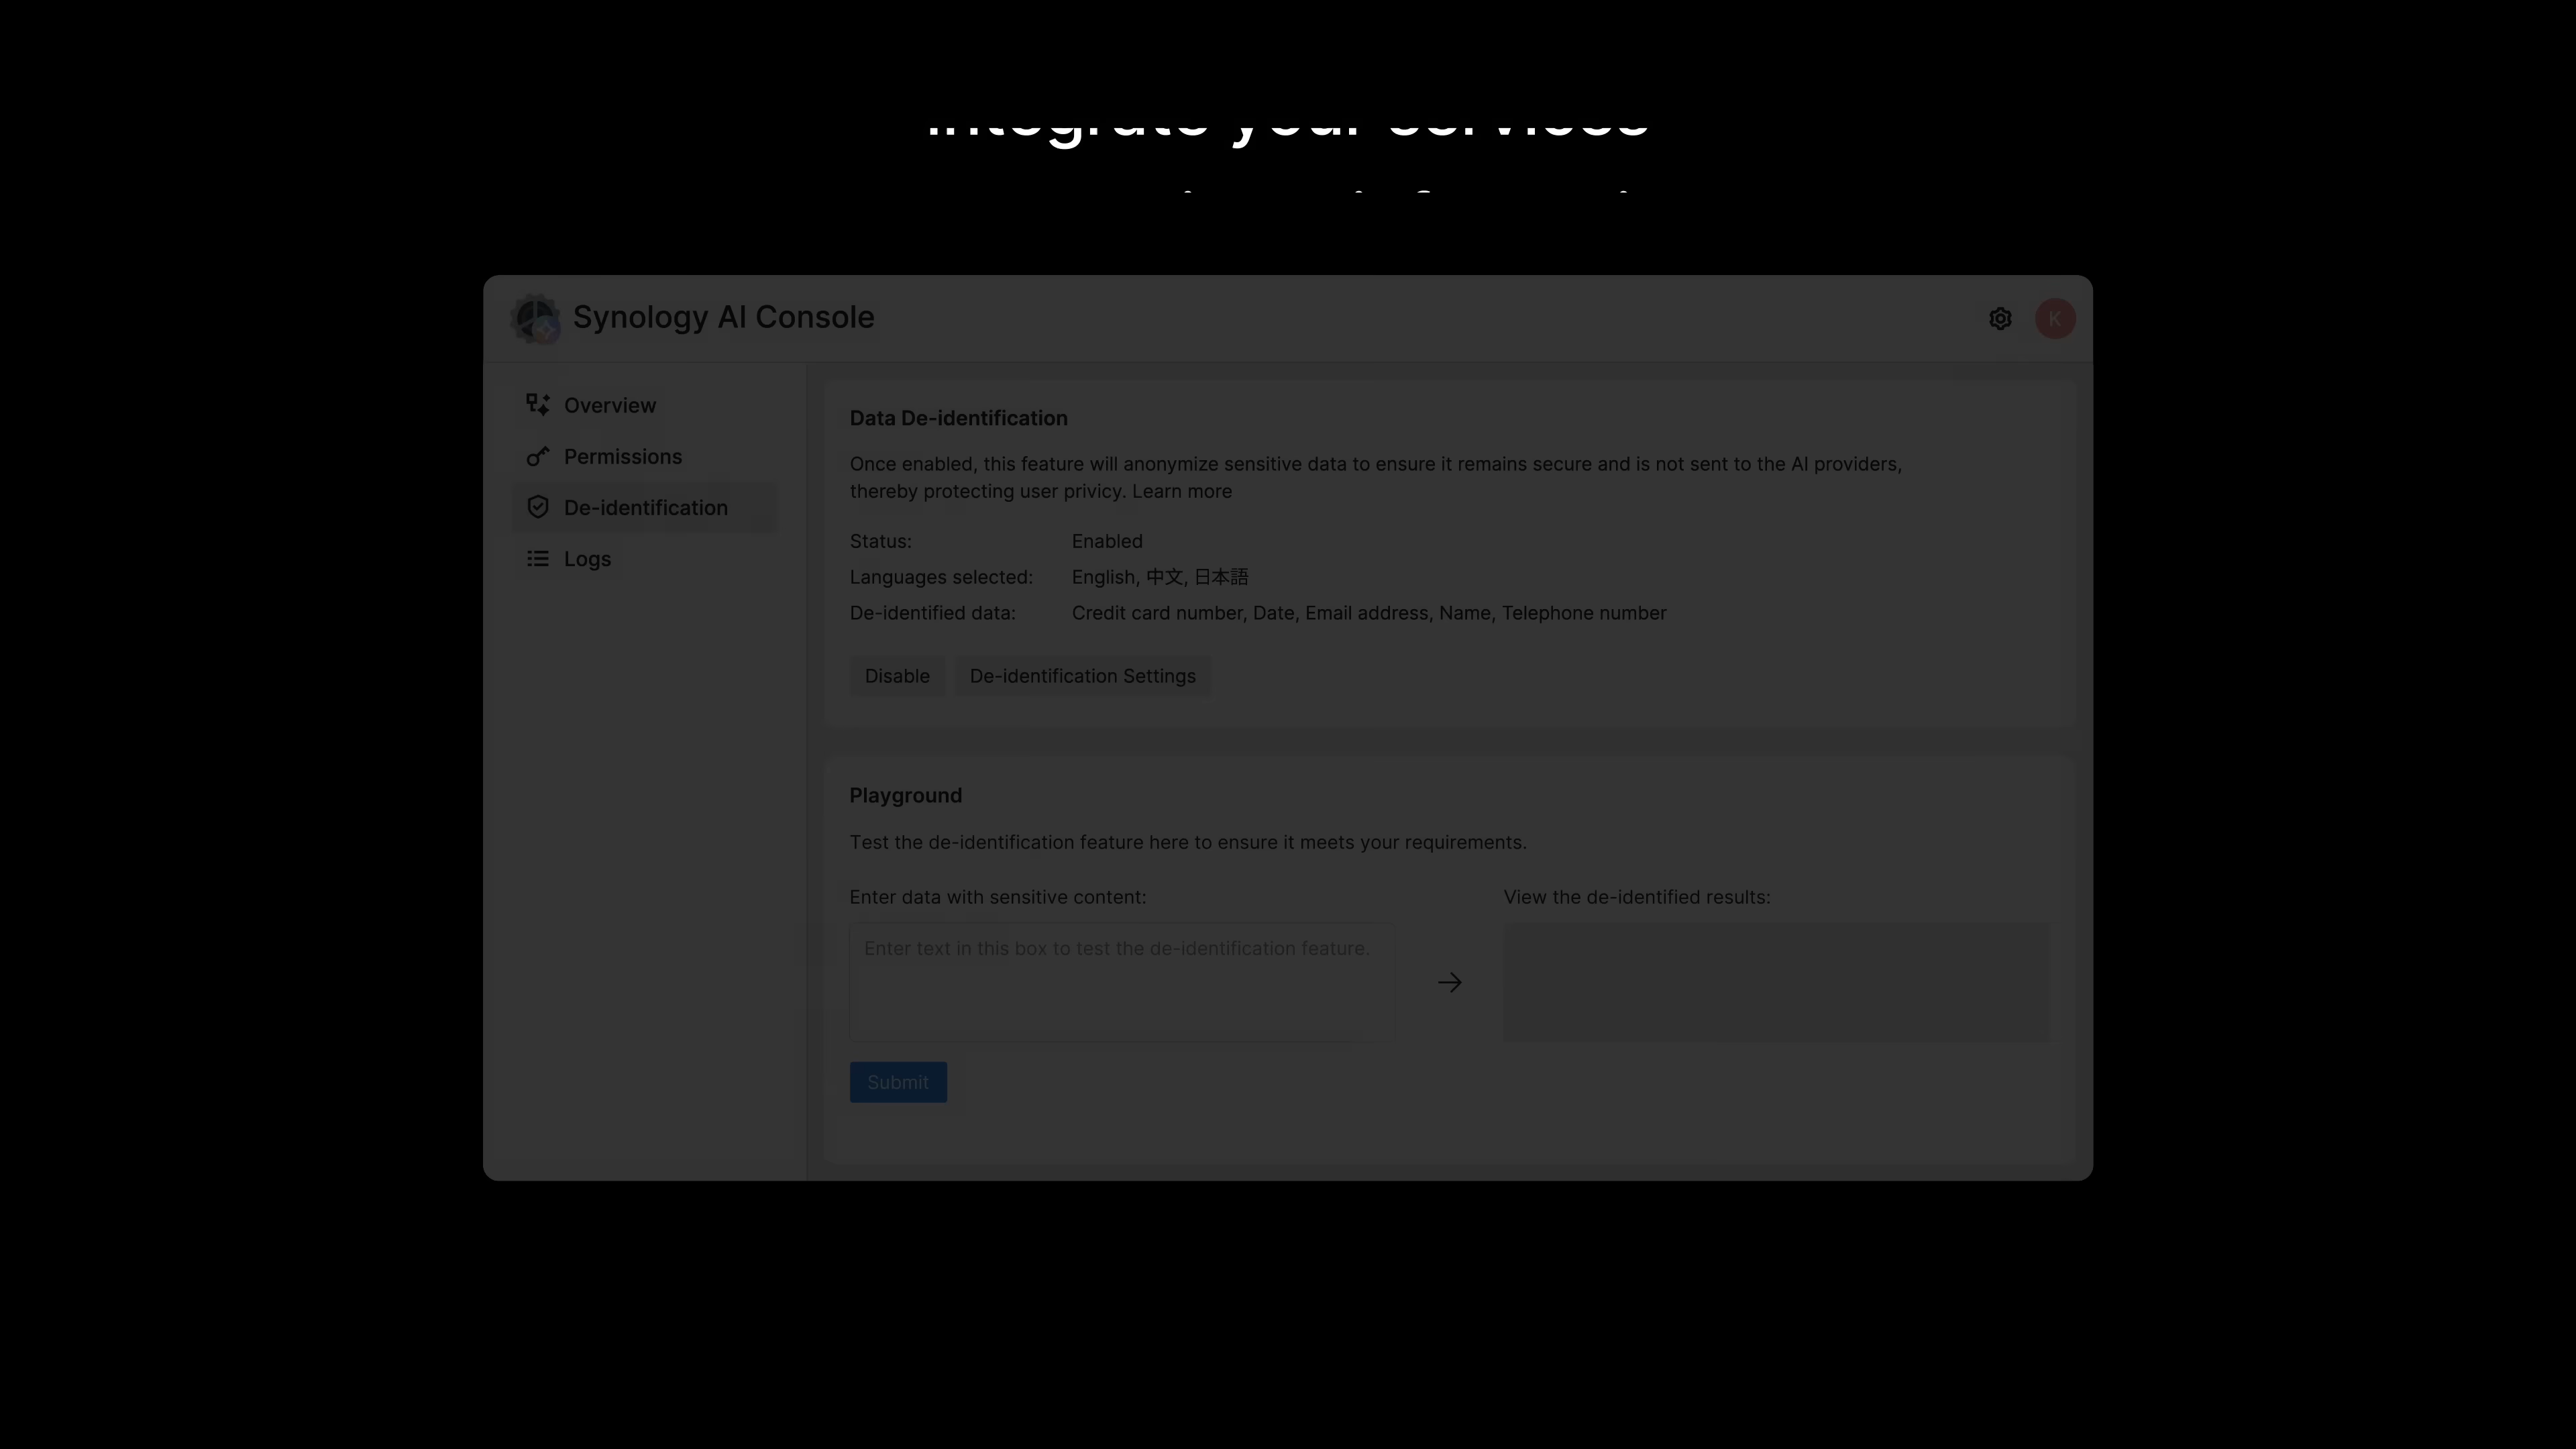 integrate your services
Synology AI Console
K
Overview
Permissions
De-identification
Logs
Data De-identification
Once enabled, this feature will anonymize sensitive data to ensure it remains secure and is not sent to the AI providers,
thereby protecting user privacy. Learn more
Status: Enabled
Languages selected: English, 中文, 日本語
De-identified data: Credit card number, Date, Email address, Name, Telephone number
Disable De-identification Settings
Playground
Test the de-identification feature here to ensure it meets your requirements.
Enter data with sensitive content: View the de-identified results:
Enter text in this box to test the de-identification feature.
Submit